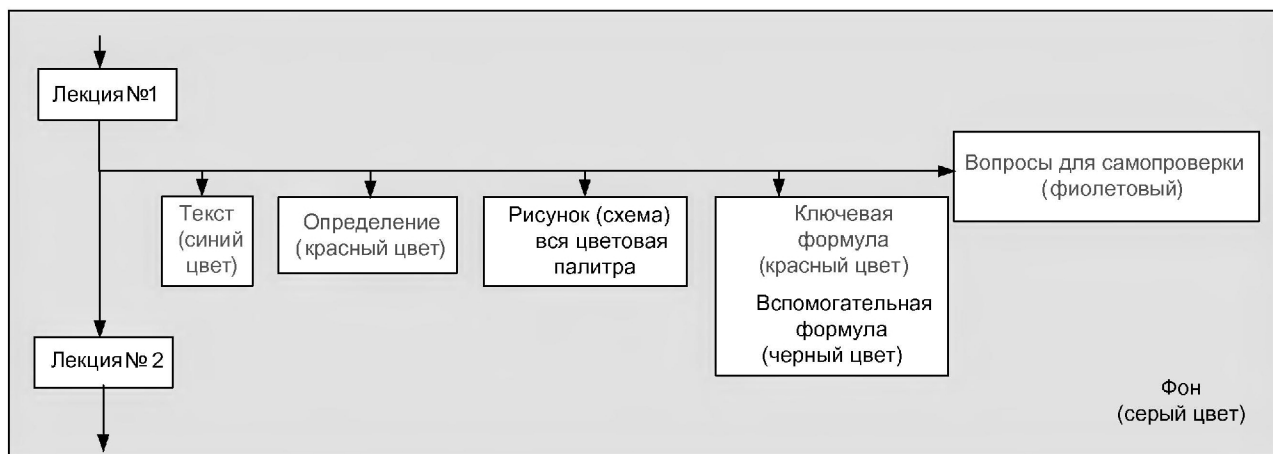 Лекция №1
Вопросы для самопроверки
(фиолетовый)
Текст
(синий
цвет)
Определение
(красный цвет)
Рисунок (схема)
вся цветовая
палитра
Ключевая
формула
(красный цвет)
Вспомогательная
формула
(черный цвет)
Лекция № 2
Фон
(серый цвет)